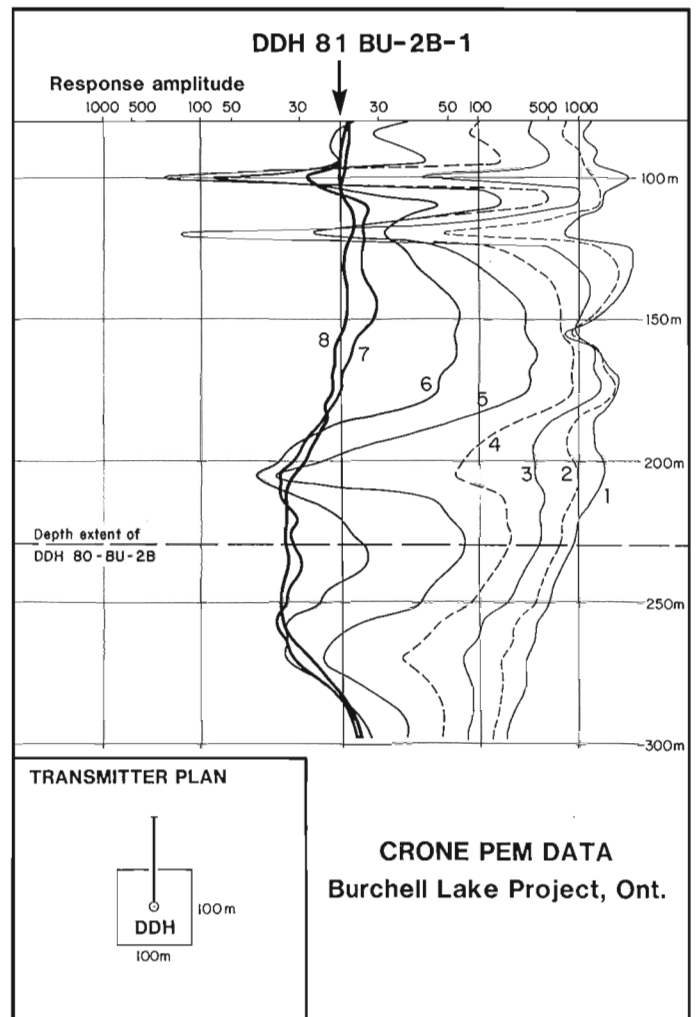 DDH 81 BU-2B-1
Response amplitude
1000 500 100 50 30 30 50 100 500 1000
100m
150m
8
7
6
5
4
3
2
1
200m
Depth extent of
DDH 80-BU-2B
250m
300m
TRANSMITTER PLAN
DDH
100m
100m
CRONE PEM DATA
Burchell Lake Project, Ont.